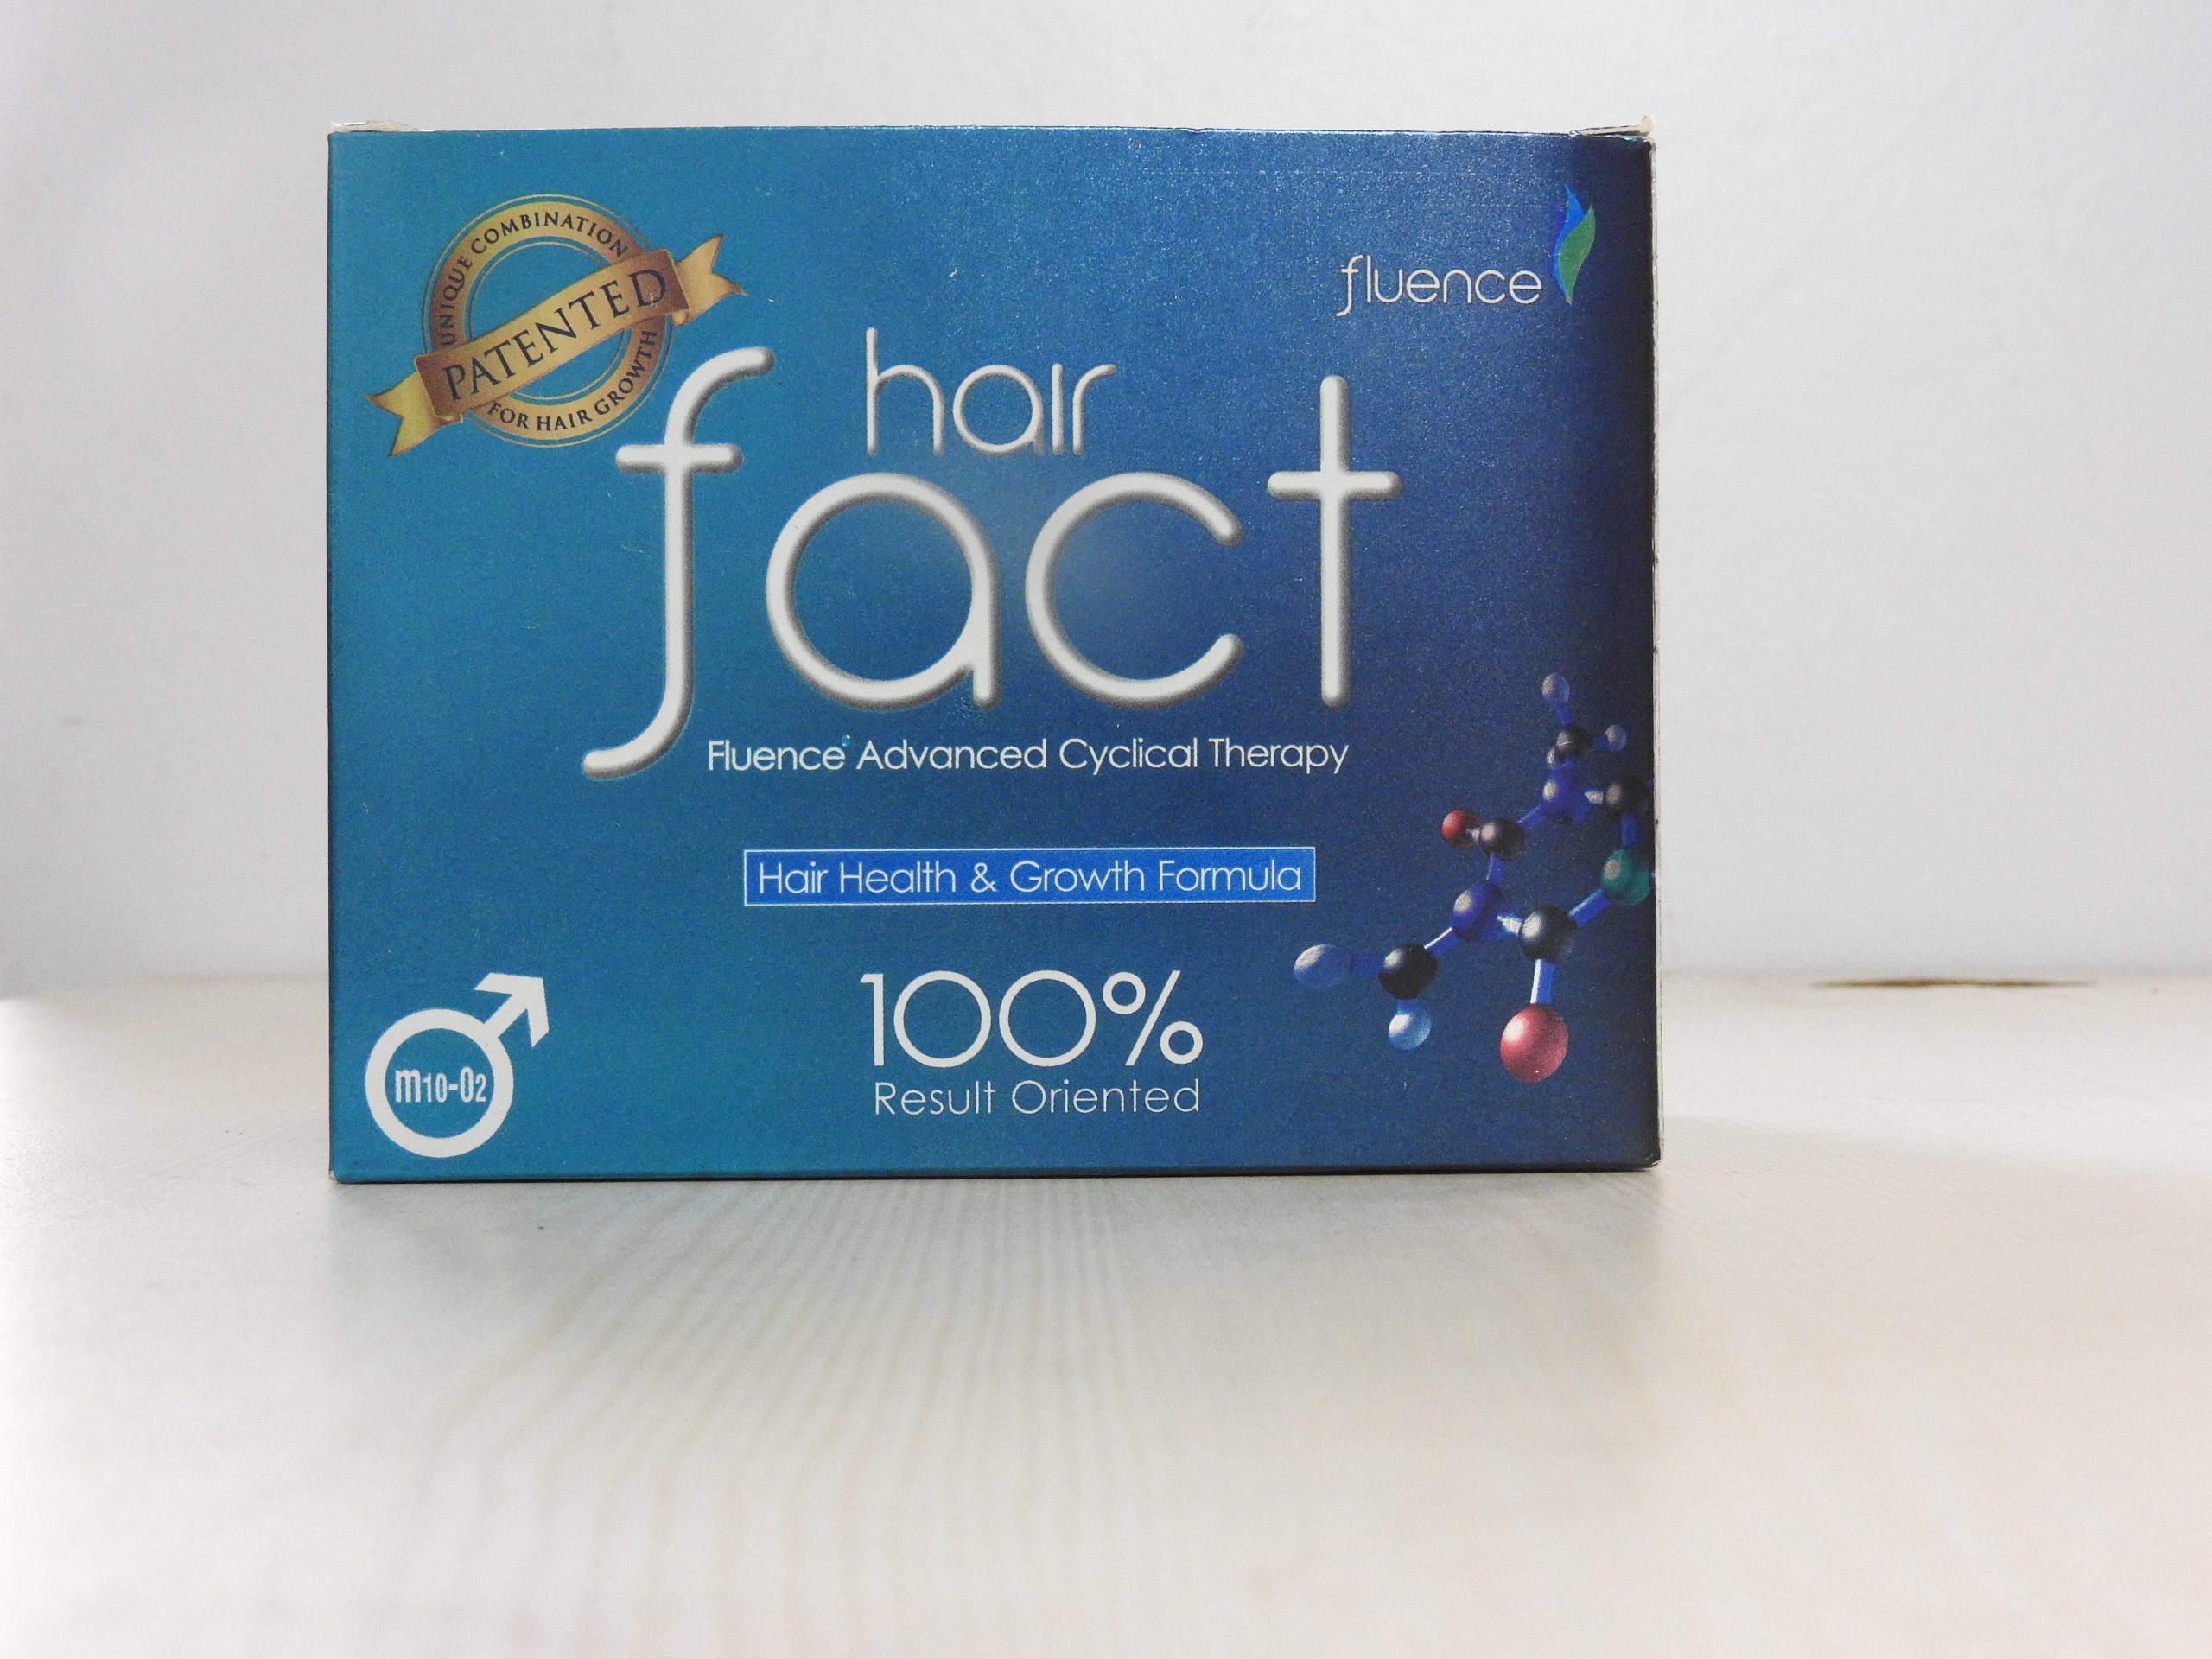 UNIQUE COMBINATION
PATENTED
FOR HAIR GROWTH
fluence
hair
fact
Fluence Advanced Cyclical Therapy
Hair Health & Growth Formula
100%
Result Oriented
m10-02